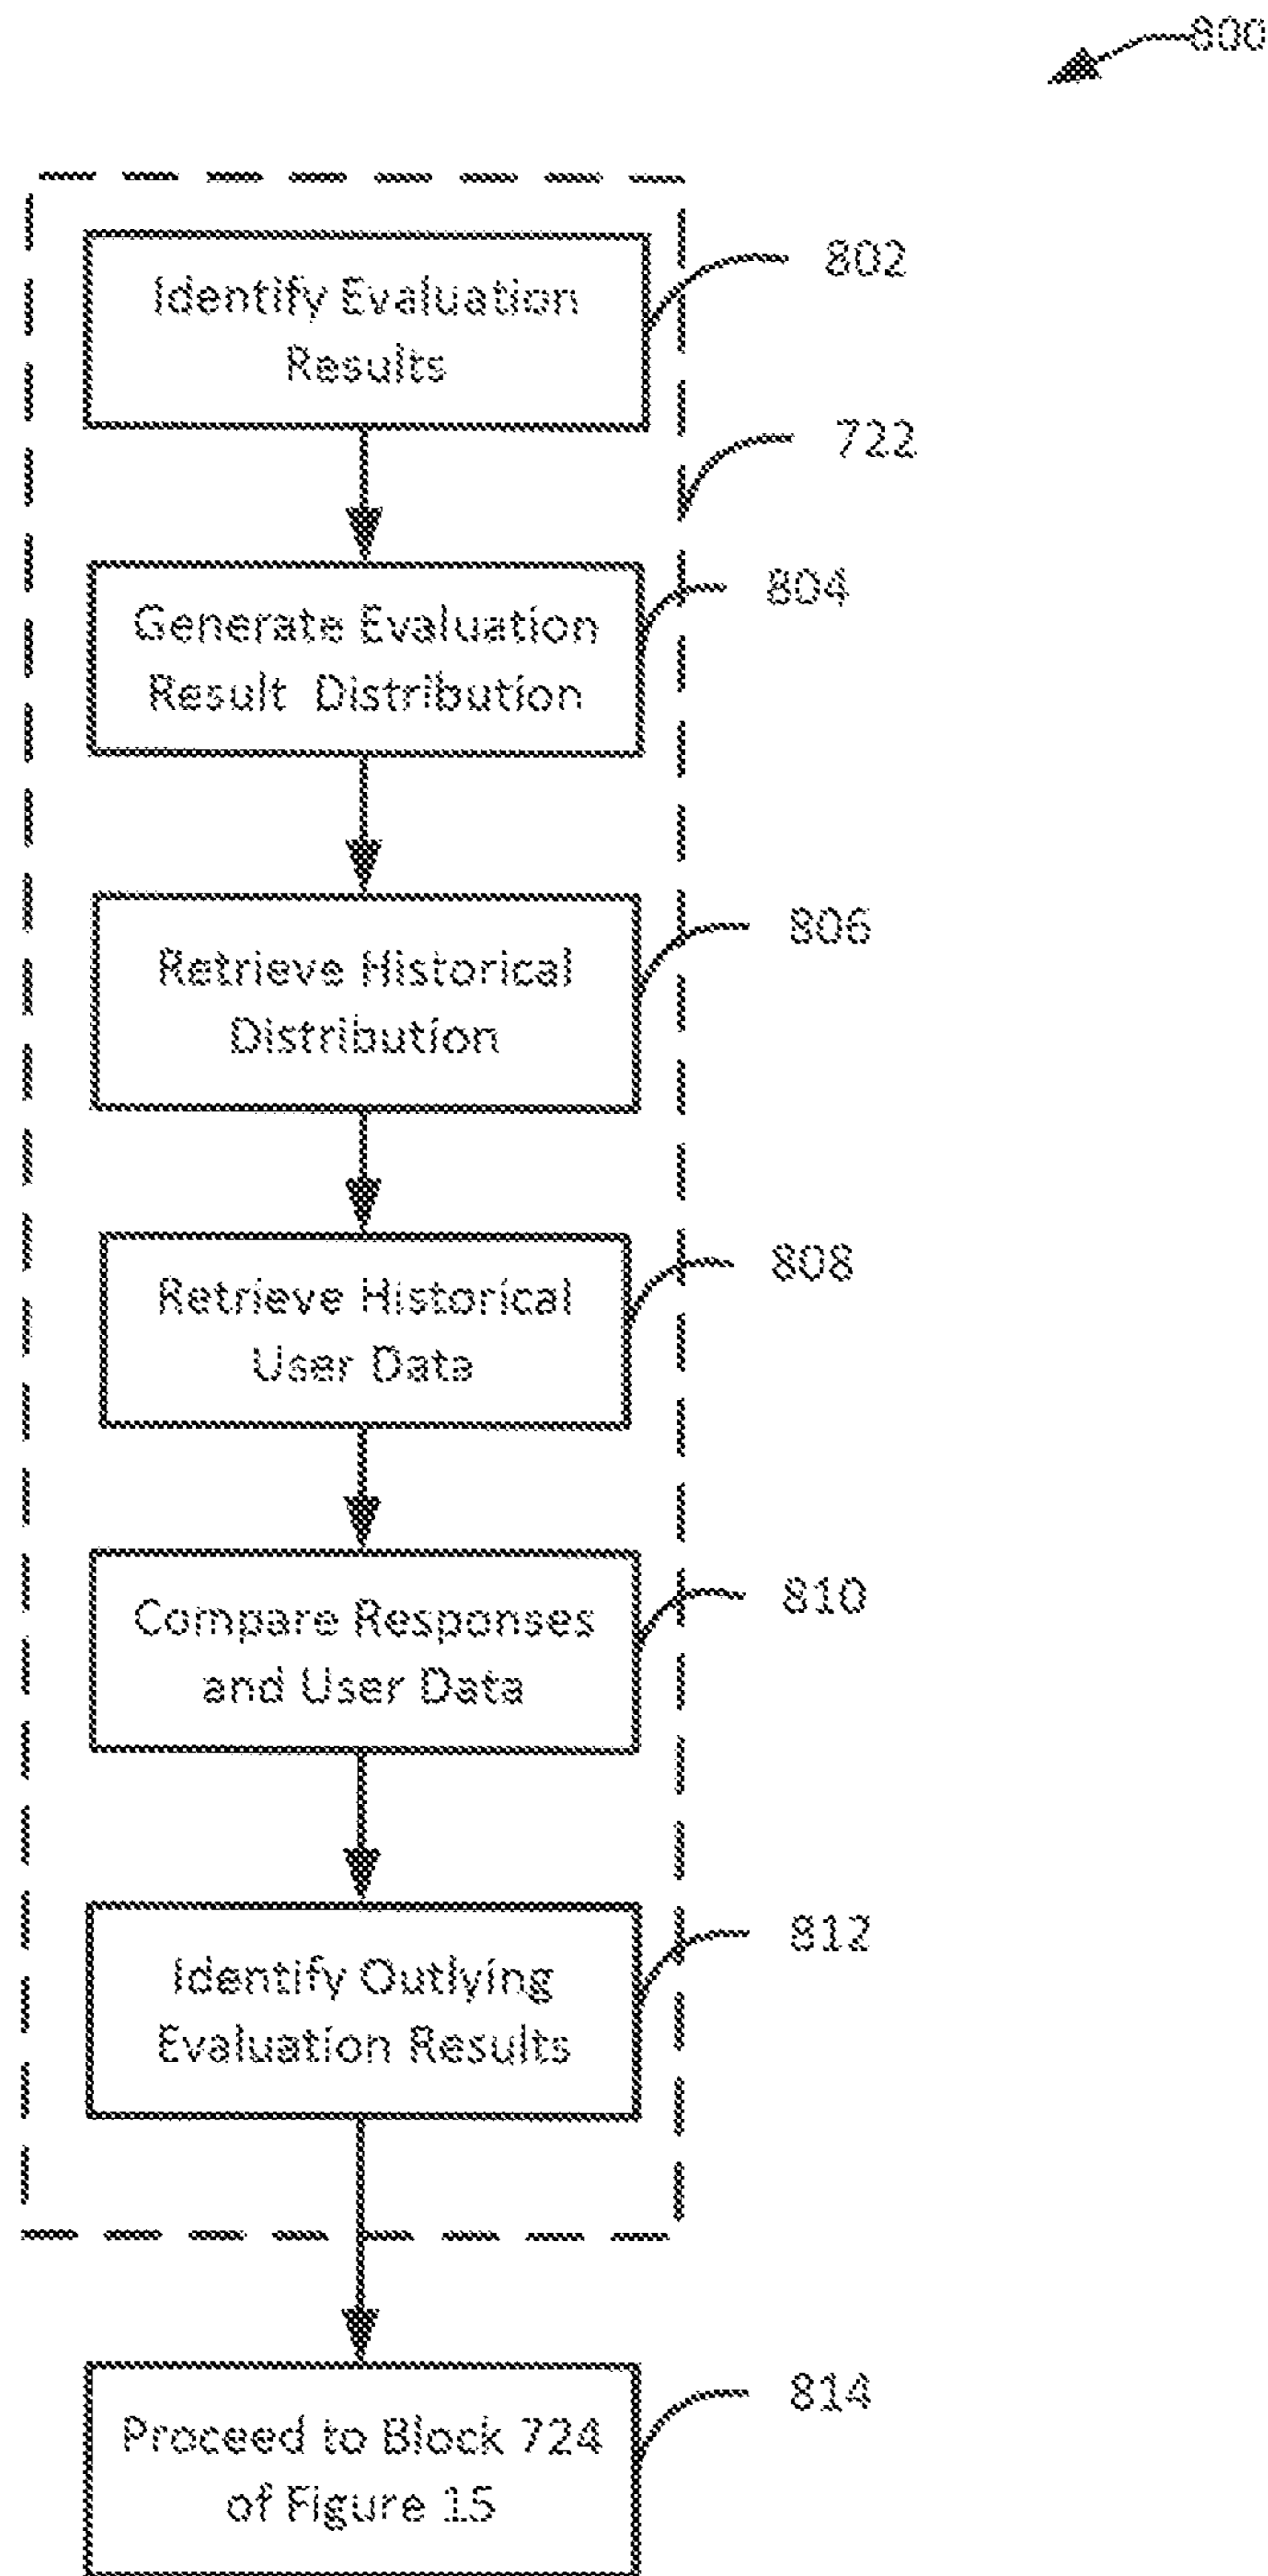 800
Identify Evaluation
Results
802
722
Generate Evaluation
Result Distribution
804
Retrieve Historical
Distribution
806
Retrieve Historical
User Data
808
Compare Responses
and User Data
810
Identify Outlying
Evaluation Results
812
Proceed to Block 724
of Figure 15
814